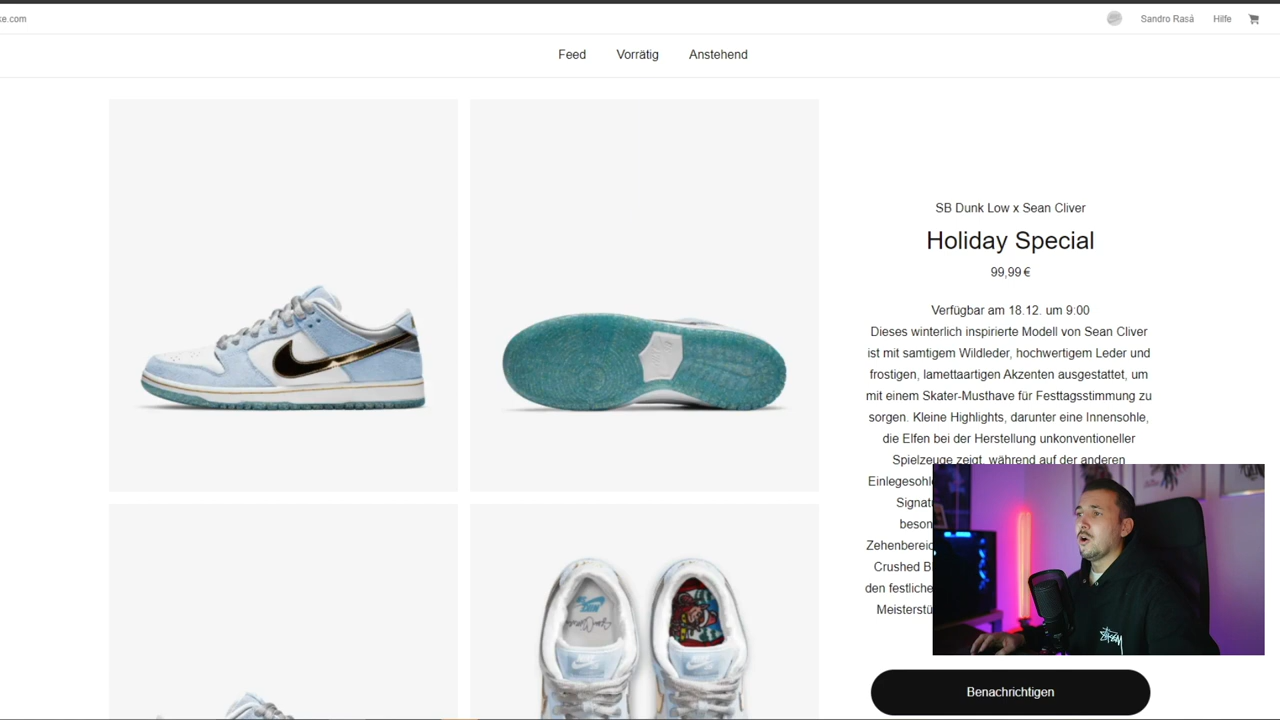 ke.com
Sandro Rasà
Hilfe
Feed
Vorrätig
Anstehend
SB Dunk Low x Sean Cliver
Holiday Special
99,99 €
Verfügbar am 18.12. um 9:00
Dieses winterlich inspirierte Modell von Sean Cliver
ist mit samtigem Wildleder, hochwertigem Leder und
frostigen, lamettaartigen Akzenten ausgestattet, um
mit einem Skater-Musthave für Festtagsstimmung zu
sorgen. Kleine Highlights, darunter eine Innensohle,
die Elfen bei der Herstellung unkonventioneller
Spielzeuge zeigt, während auf der anderen
Einlegesohl
Signat
beson
Zehenbereic
Crushed B
den festliche
Meisterstü
Benachrichtigen